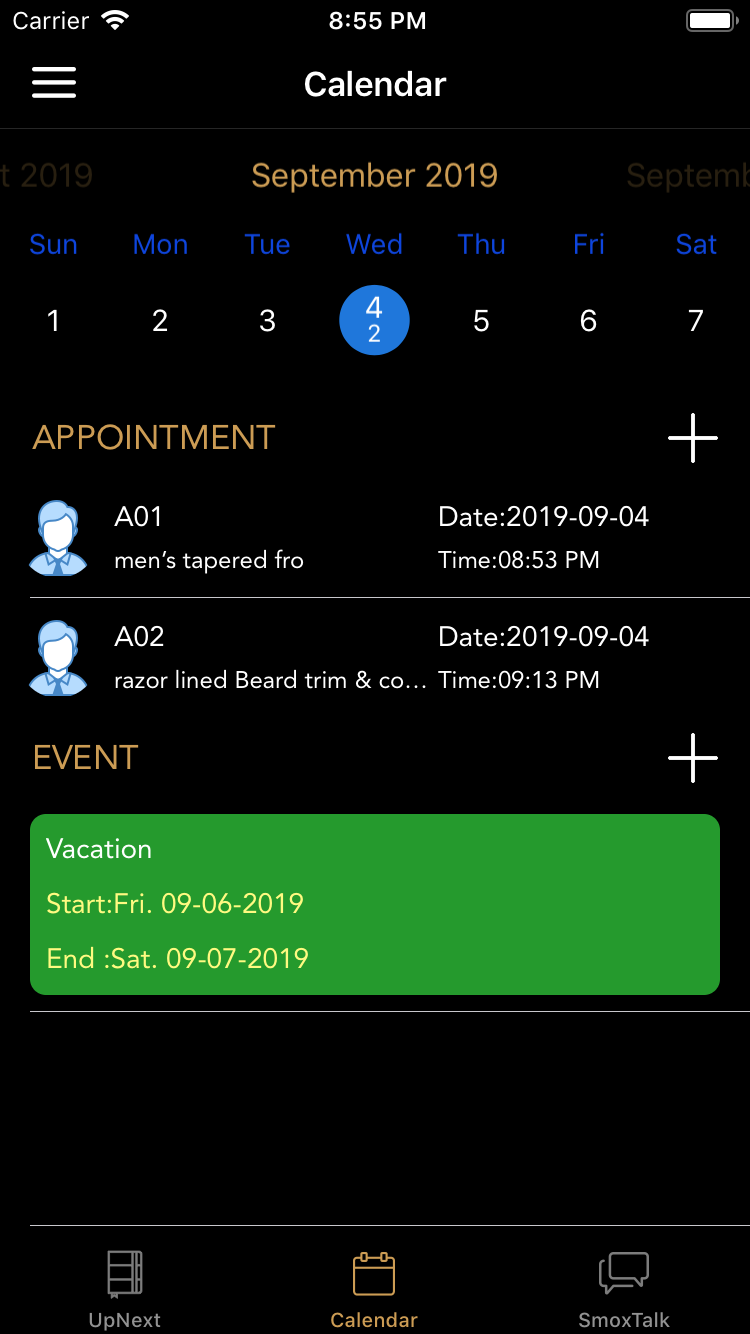 Carrier 8:55 PM
Calendar
t 2019 September 2019 Septemb
Sun Mon Tue Wed Thu Fri Sat
1 2 3 4 5 6 7
2
APPOINTMENT
A01 Date:2019-09-04
men’s tapered fro Time:08:53 PM
A02 Date:2019-09-04
razor lined Beard trim & co... Time:09:13 PM
EVENT
Vacation
Start:Fri. 09-06-2019
End :Sat. 09-07-2019
UpNext Calendar SmoxTalk